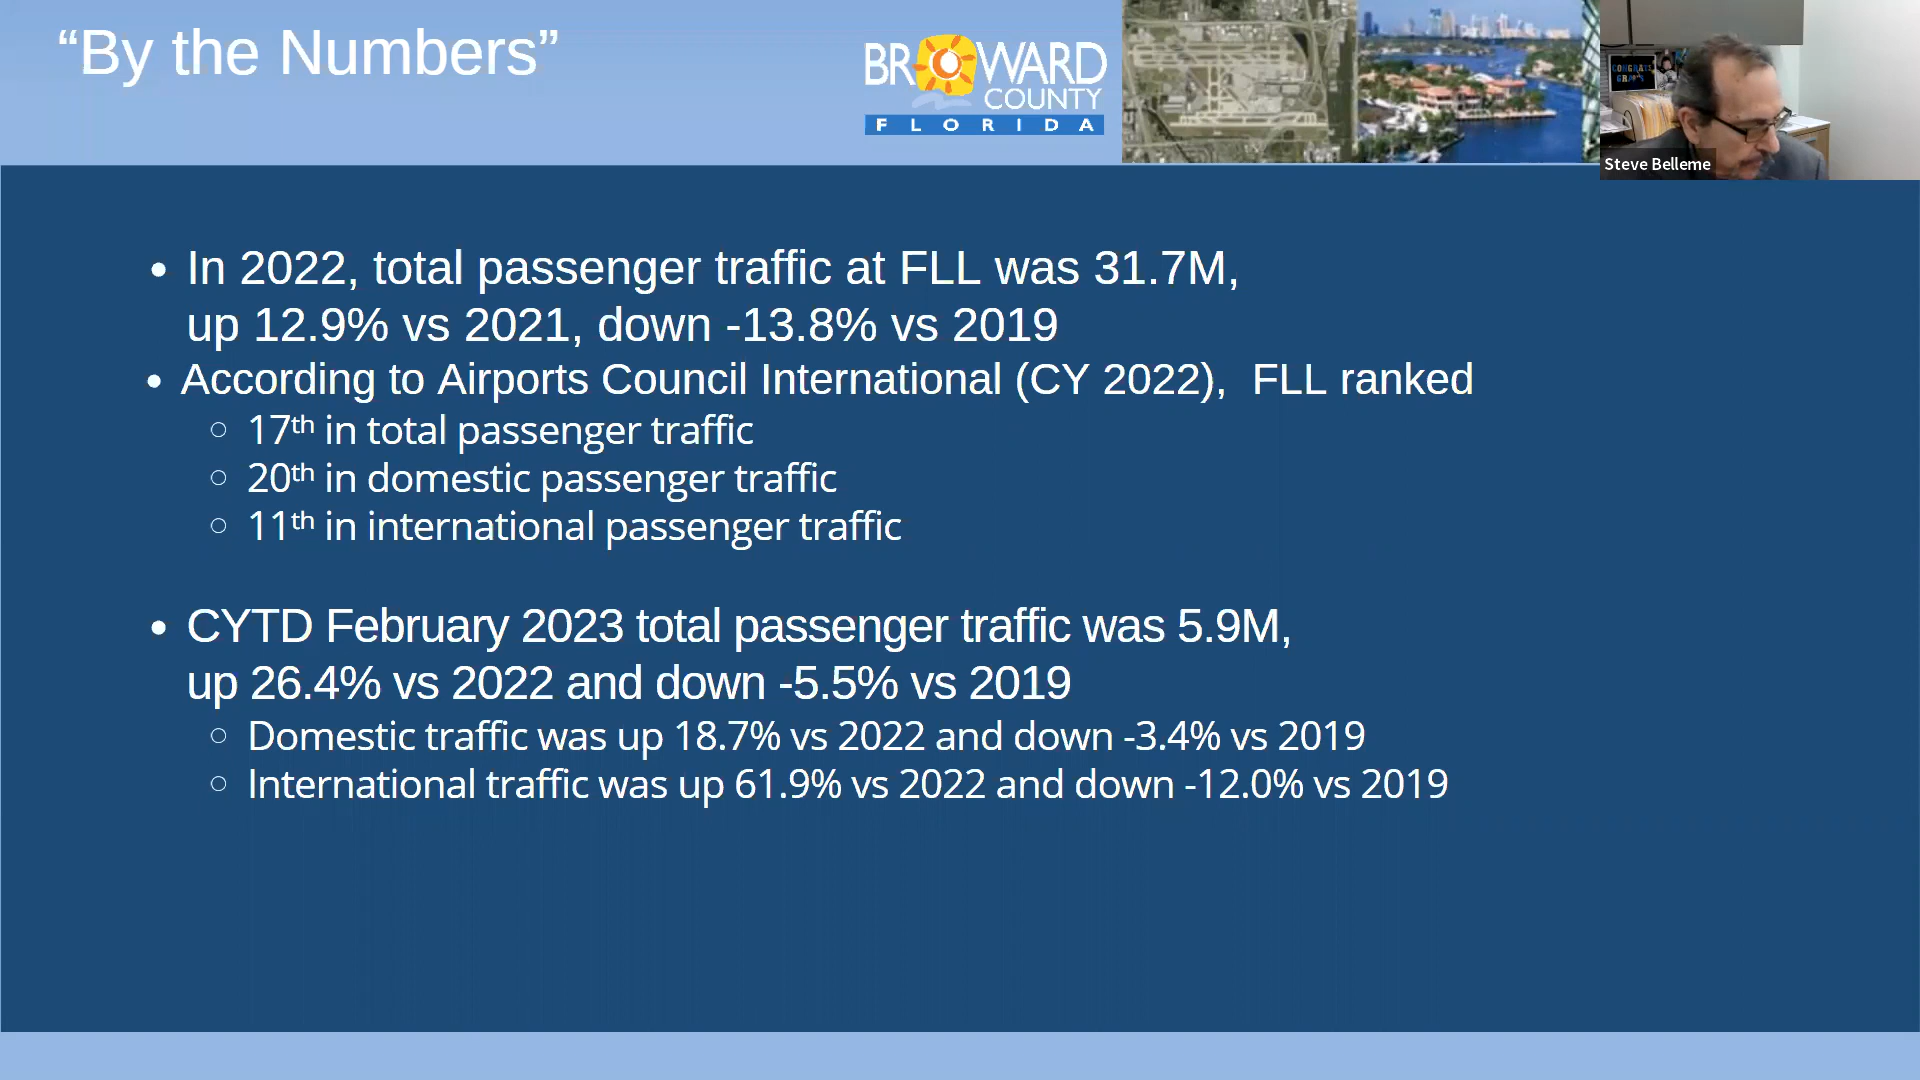 “By the Numbers”
BROWARD
COUNTY
FLORIDA
CONGRATS
GRADS
Steve Belleme
• In 2022, total passenger traffic at FLL was 31.7M,
up 12.9% vs 2021, down -13.8% vs 2019
• According to Airports Council International (CY 2022),  FLL ranked
○ 17th in total passenger traffic
○ 20th in domestic passenger traffic
○ 11th in international passenger traffic
• CYTD February 2023 total passenger traffic was 5.9M,
up 26.4% vs 2022 and down -5.5% vs 2019
○ Domestic traffic was up 18.7% vs 2022 and down -3.4% vs 2019
○ International traffic was up 61.9% vs 2022 and down -12.0% vs 2019